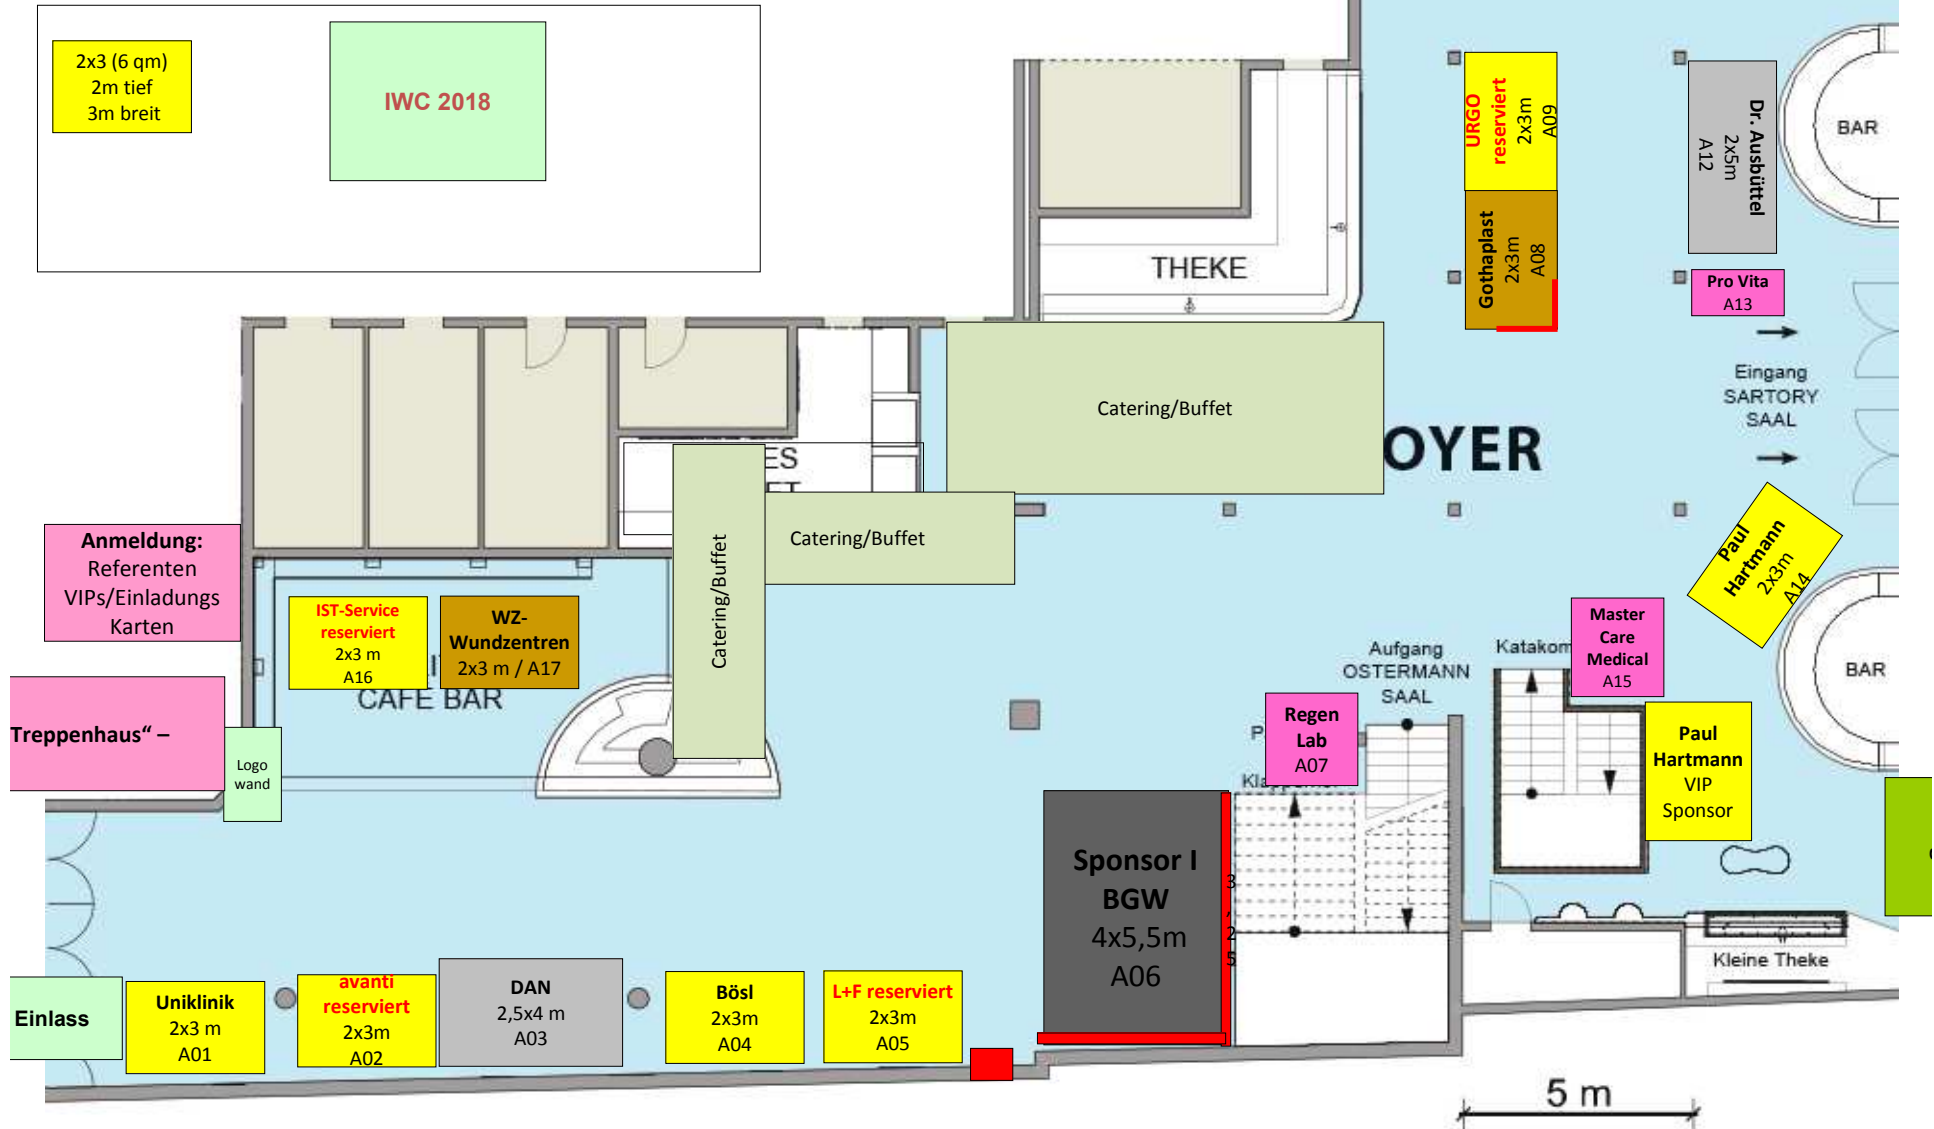 2x3 (6 qm)
2m tief
3m breit
IWC 2018
URGO
reserviert
2x3m
A09
Gothaplast
2x3m
A08
Dr. Ausbüttel
2x5m
A12
BAR
Pro Vita
A13
THEKE
Eingang
SARTORY
SAAL
Catering/Buffet
OYER
ES
Catering/Buffet
Catering/Buffet
Anmeldung:
Referenten
VIPs/Einladungs
Karten
IST-Service
reserviert
2x3 m
A16
WZ-
Wundzentren
2x3 m / A17
CAFE BAR
Treppenhaus“ –
Logo
wand
Paul
Hartmann
2x3m
A14
Master
Care
Medical
A15
Katakom
Aufgang
OSTERMANN
SAAL
BAR
Regen
Lab
A07
Paul
Hartmann
VIP
Sponsor
Sponsor I
BGW
4x5,5m
A06
3,25
Kleine Theke
Einlass
Uniklinik
2x3 m
A01
avanti
reserviert
2x3m
A02
DAN
2,5x4 m
A03
Bösl
2x3m
A04
L+F reserviert
2x3m
A05
5 m